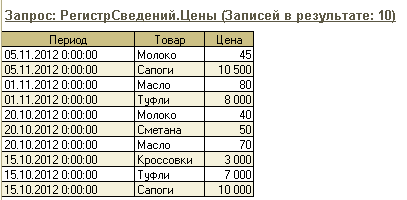 Запрос: РегистрСведений.Цены (Записей в результате: 10)
Период Товар Цена
05.11.2012 0:00:00 Молоко 45
05.11.2012 0:00:00 Сапоги 10 500
01.11.2012 0:00:00 Масло 80
01.11.2012 0:00:00 Туфли 8 000
20.10.2012 0:00:00 Молоко 40
20.10.2012 0:00:00 Сметана 50
20.10.2012 0:00:00 Масло 70
15.10.2012 0:00:00 Кроссовки 3 000
15.10.2012 0:00:00 Туфли 7 000
15.10.2012 0:00:00 Сапоги 10 000